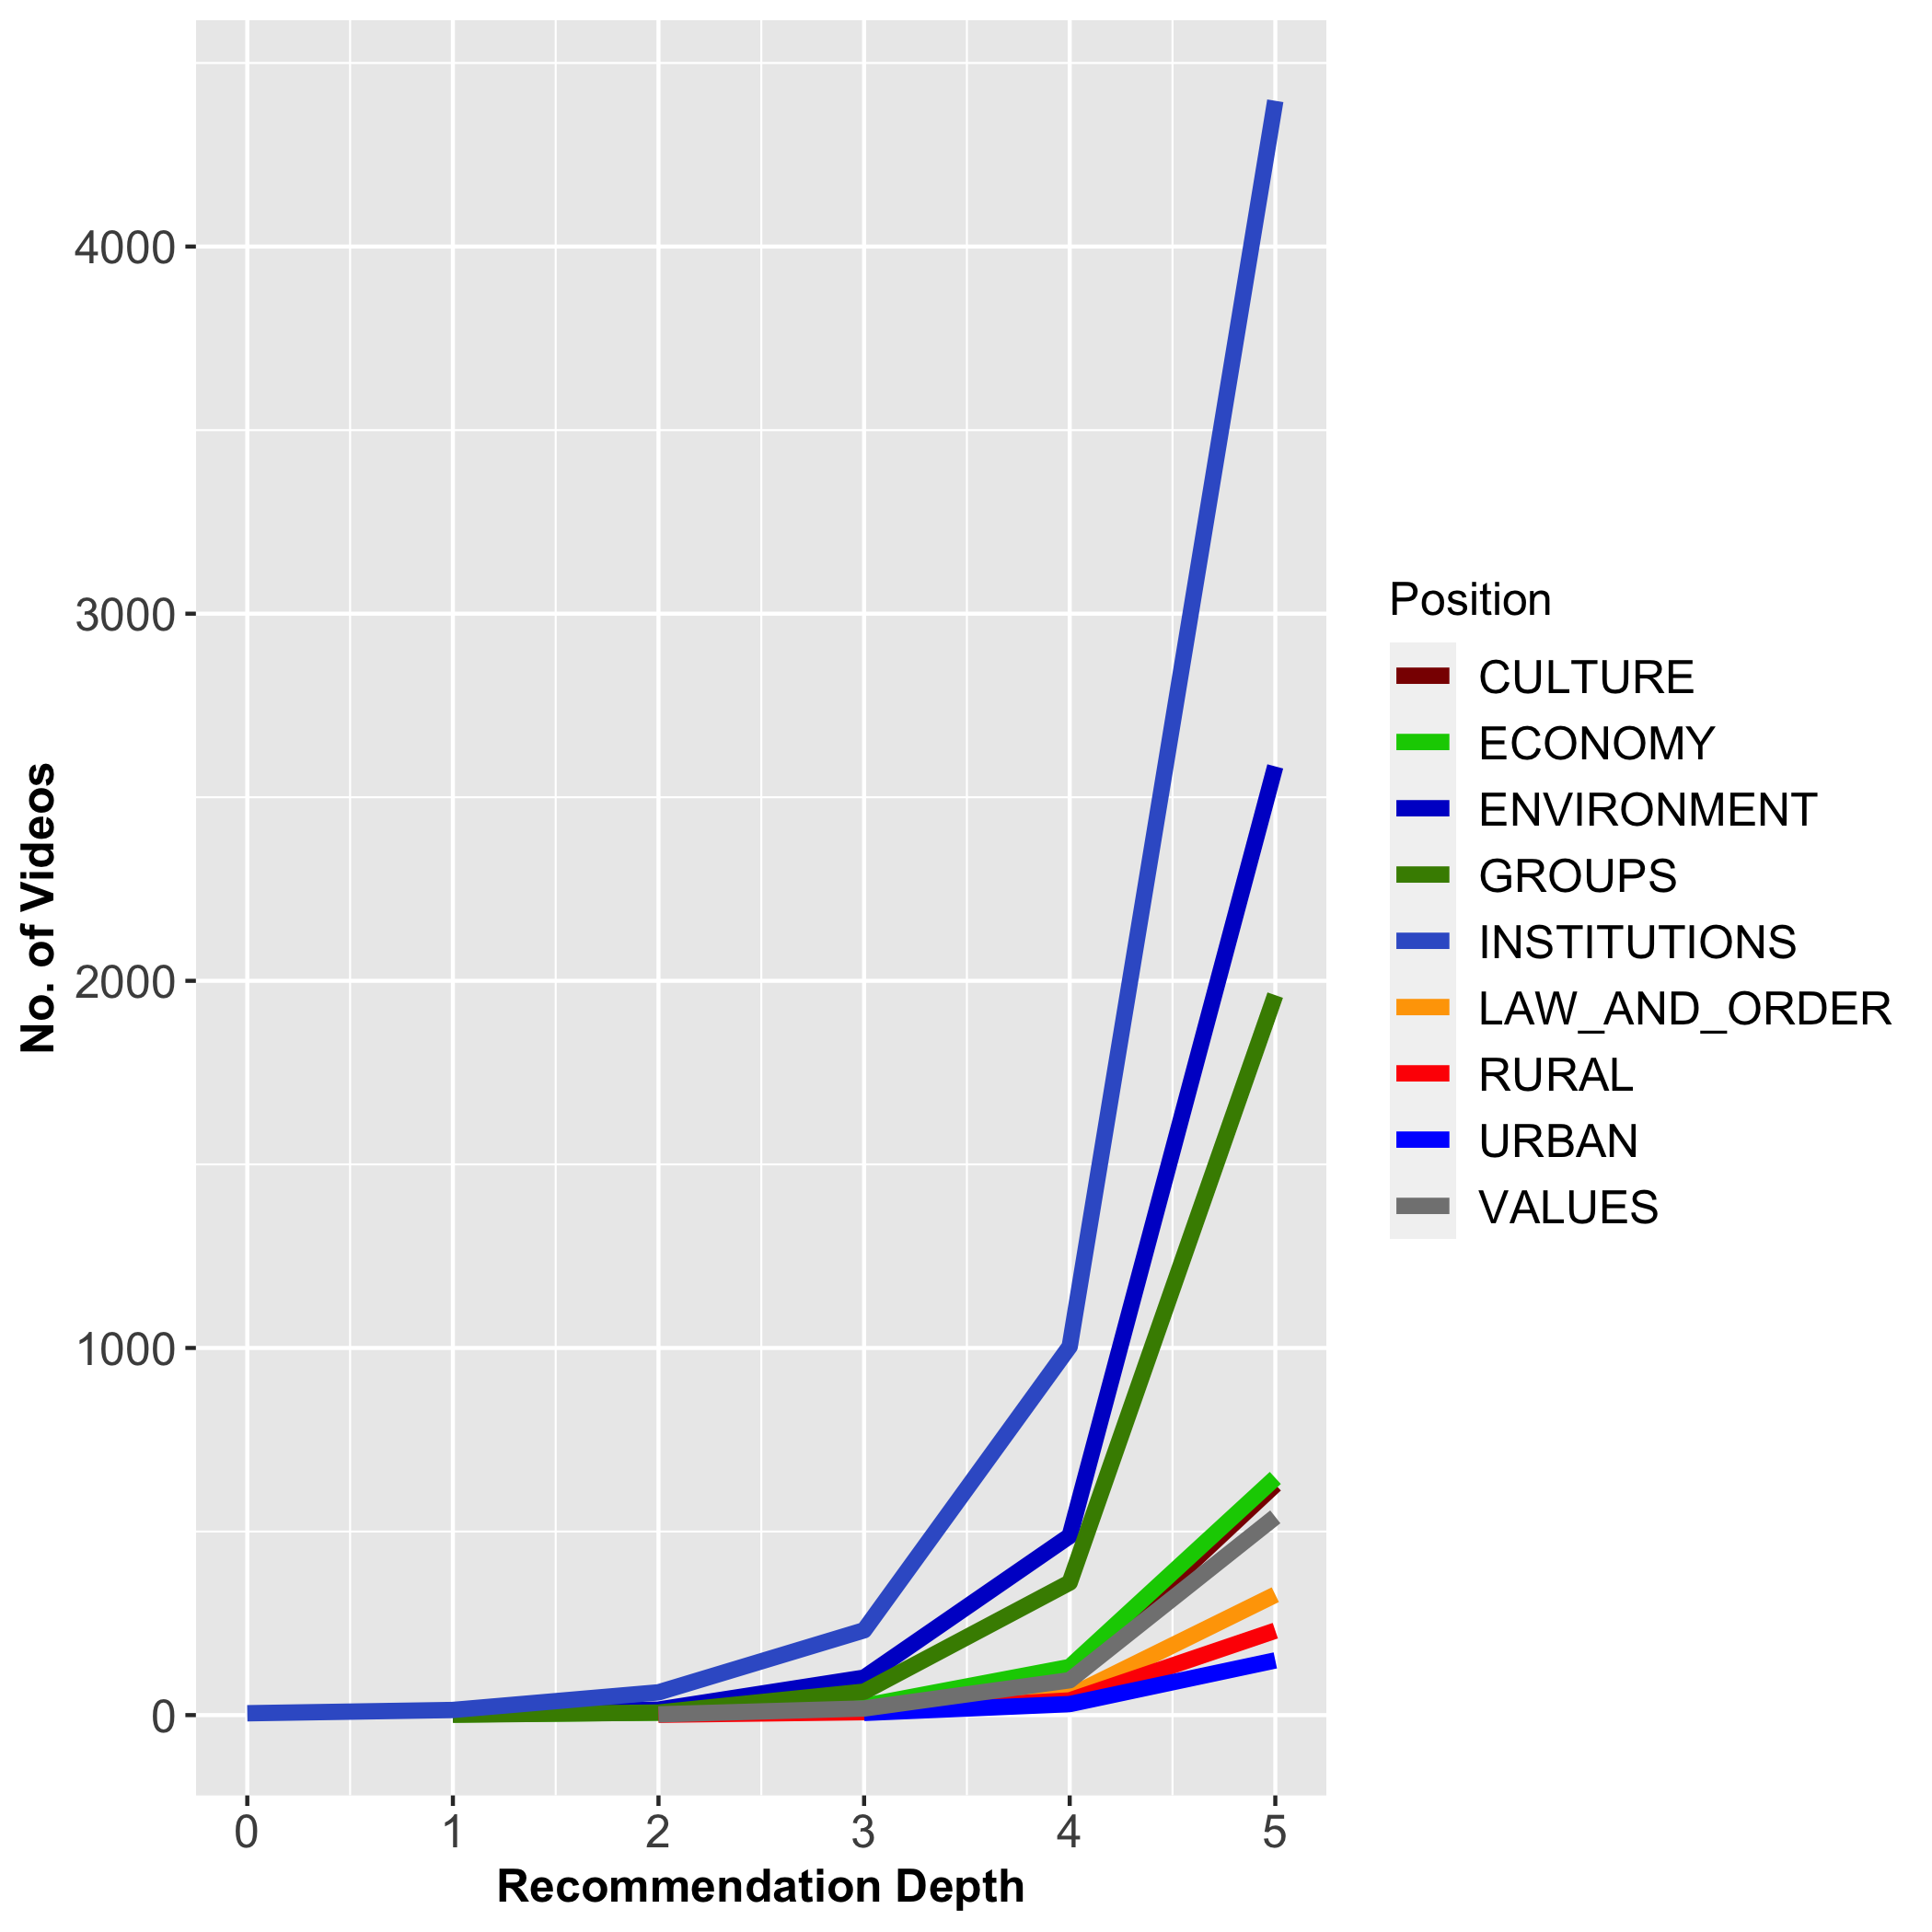 No. of Videos
4000
3000
2000
1000
0
0 1 2 3 4 5
Recommendation Depth
Position
CULTURE
ECONOMY
ENVIRONMENT
GROUPS
INSTITUTIONS
LAW_AND_ORDER
RURAL
URBAN
VALUES